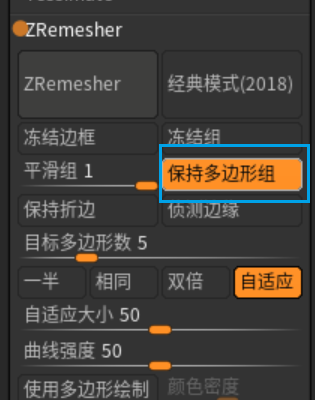 ZRemesher
ZRemesher 经典模式(2018)
冻结边框 冻结组
平滑组 1 保持多边形组
保持折边 侦测边缘
目标多边形数 5
一半 相同 双倍 自适应
自适应大小 50
曲线强度 50
使用多边形绘制 颜色密度